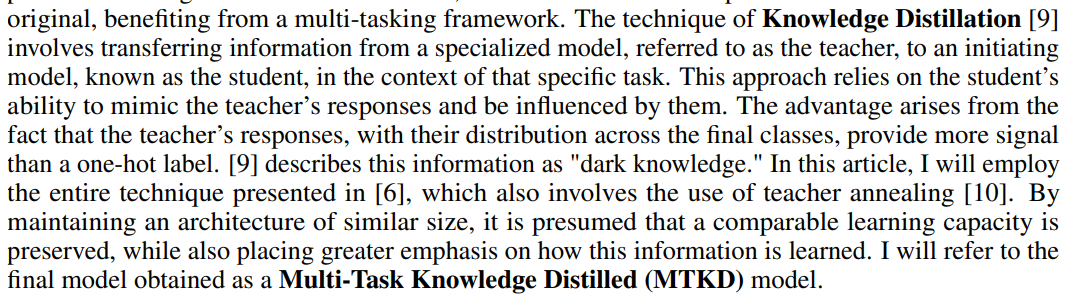 original, benefiting from a multi-tasking framework. The technique of Knowledge Distillation [9]
involves transferring information from a specialized model, referred to as the teacher, to an initiating
model, known as the student, in the context of that specific task. This approach relies on the student's
ability to mimic the teacher's responses and be influenced by them. The advantage arises from the
fact that the teacher's responses, with their distribution across the final classes, provide more signal
than a one-hot label. [9] describes this information as "dark knowledge." In this article, I will employ
the entire technique presented in [6], which also involves the use of teacher annealing [10]. By
maintaining an architecture of similar size, it is presumed that a comparable learning capacity is
preserved, while also placing greater emphasis on how this information is learned. I will refer to the
final model obtained as a Multi-Task Knowledge Distilled (MTKD) model.